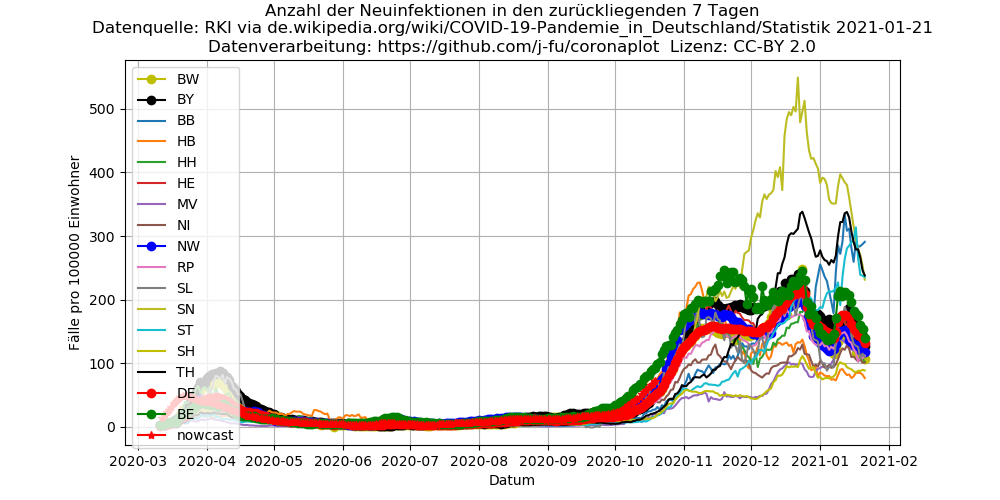 Anzahl der Neuinfektionen in den zurückliegenden 7 Tagen
Datenquelle: RKI via de.wikipedia.org/wiki/COVID-19-Pandemie_in_Deutschland/Statistik 2021-01-21
Datenverarbeitung: https://github.com/j-fu/coronaplot Lizenz: CC-BY 2.0
Fälle pro 100000 Einwohner
500
400
300
200
100
0
BW
BY
BB
HB
HH
HE
MV
NI
NW
RP
SL
SN
ST
SH
TH
DE
BE
nowcast
2020-03 2020-04 2020-05 2020-06 2020-07 2020-08 2020-09 2020-10 2020-11 2020-12 2021-01 2021-02
Datum